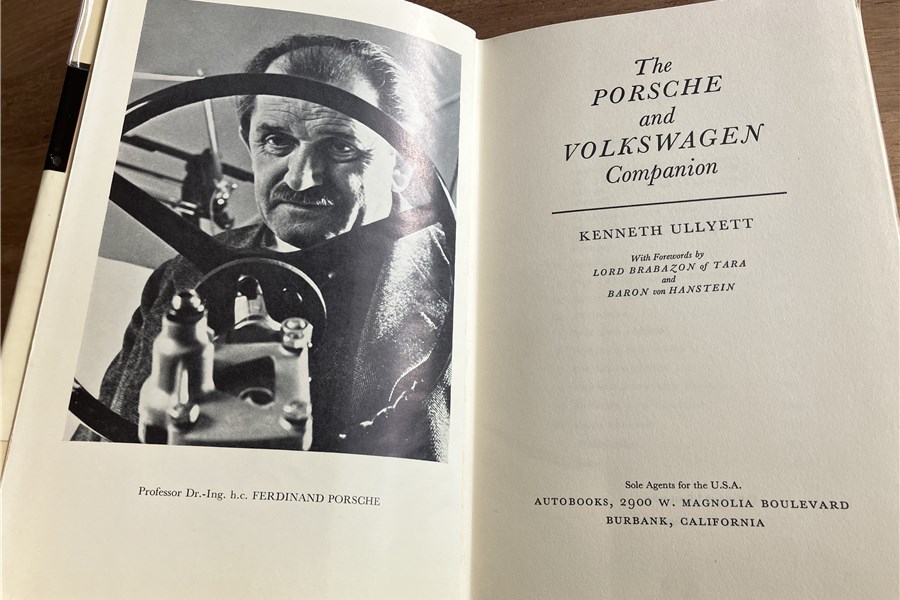 Professor Dr.-Ing. h.c. FERDINAND PORSCHE
The
PORSCHE
and
VOLKSWAGEN
Companion
KENNETH ULLYETT
With Forewords by
LORD BRABAZON of TARA
and
BARON von HANSTEIN
Sole Agents for the U.S.A.
AUTOBOOKS, 2900 W. MAGNOLIA BOULEVARD
BURBANK, CALIFORNIA